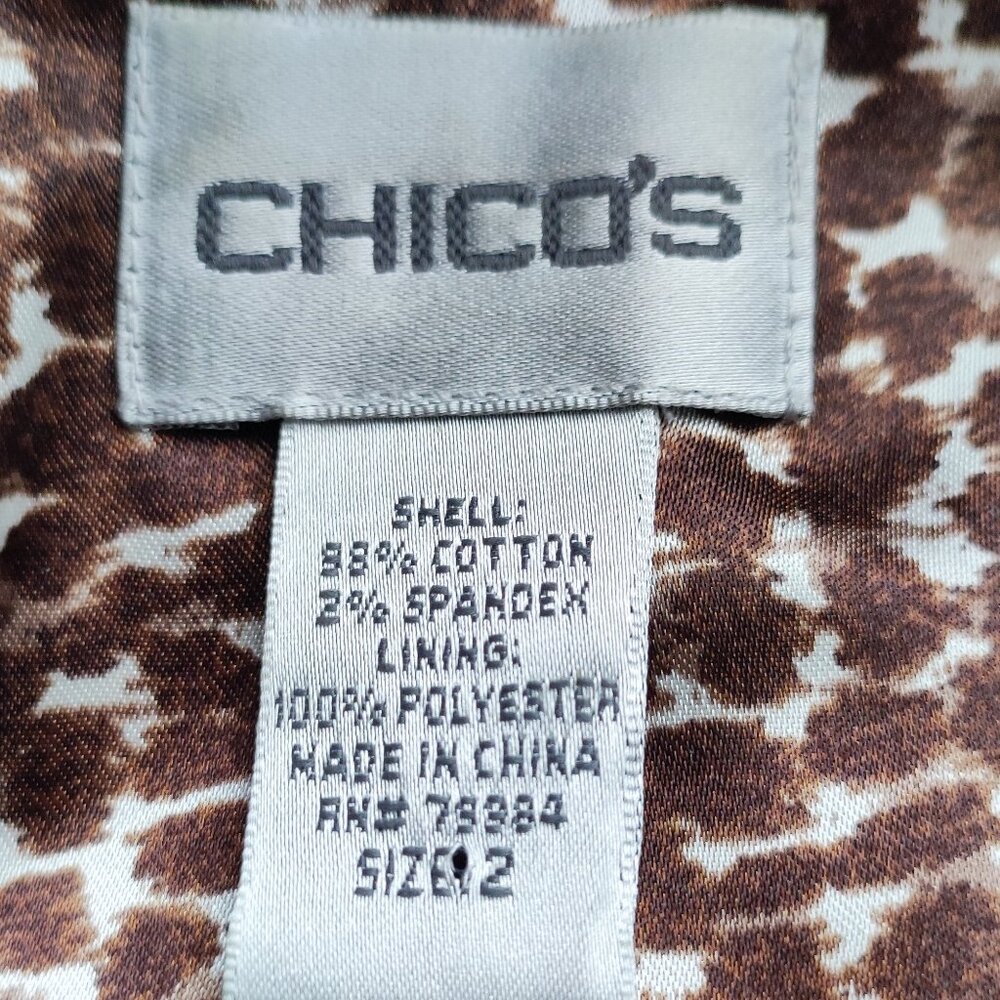 CHICO'S
SHELL:
98% COTTON
2% SPANDEX
LINING:
100% POLYESTER
MADE IN CHINA
RN# 79984
SIZE: 2